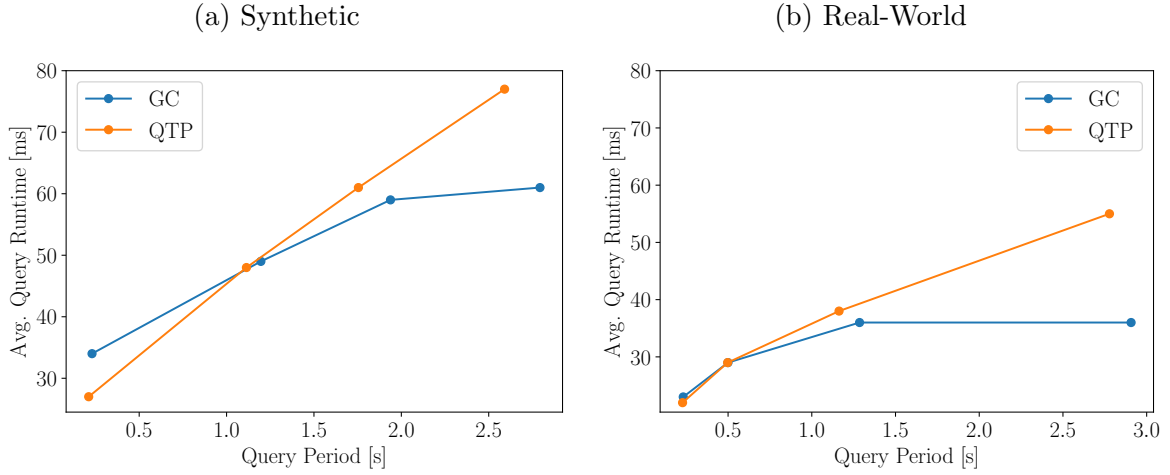 (a) Synthetic
80
70
60
50
40
30
Avg. Query Runtime [ms]
GC
QTP
0.5 1.0 1.5 2.0 2.5
Query Period [s]
(b) Real-World
80
70
60
50
40
30
Avg. Query Runtime [ms]
GC
QTP
0.5 1.0 1.5 2.0 2.5 3.0
Query Period [s]